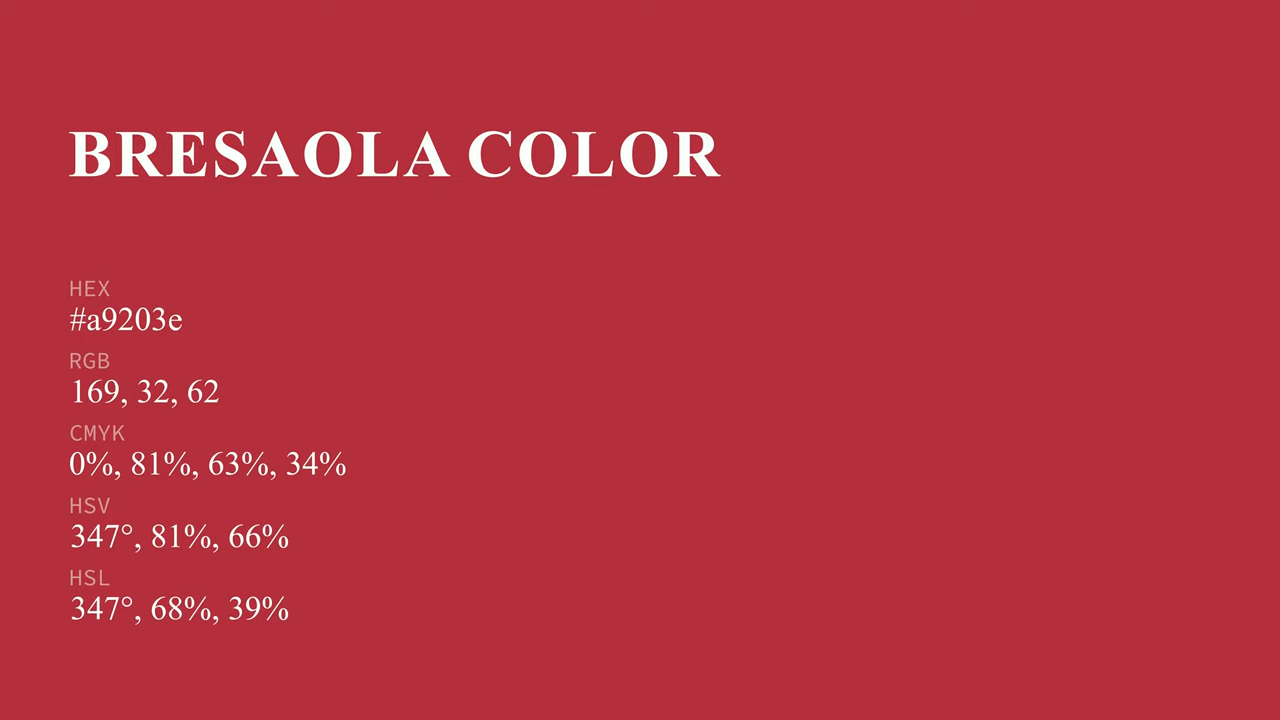 BRESAOLA COLOR
HEX
#a9203e
RGB
169, 32, 62
CMYK
0%, 81%, 63%, 34%
HSV
347°, 81%, 66%
HSL
347°, 68%, 39%